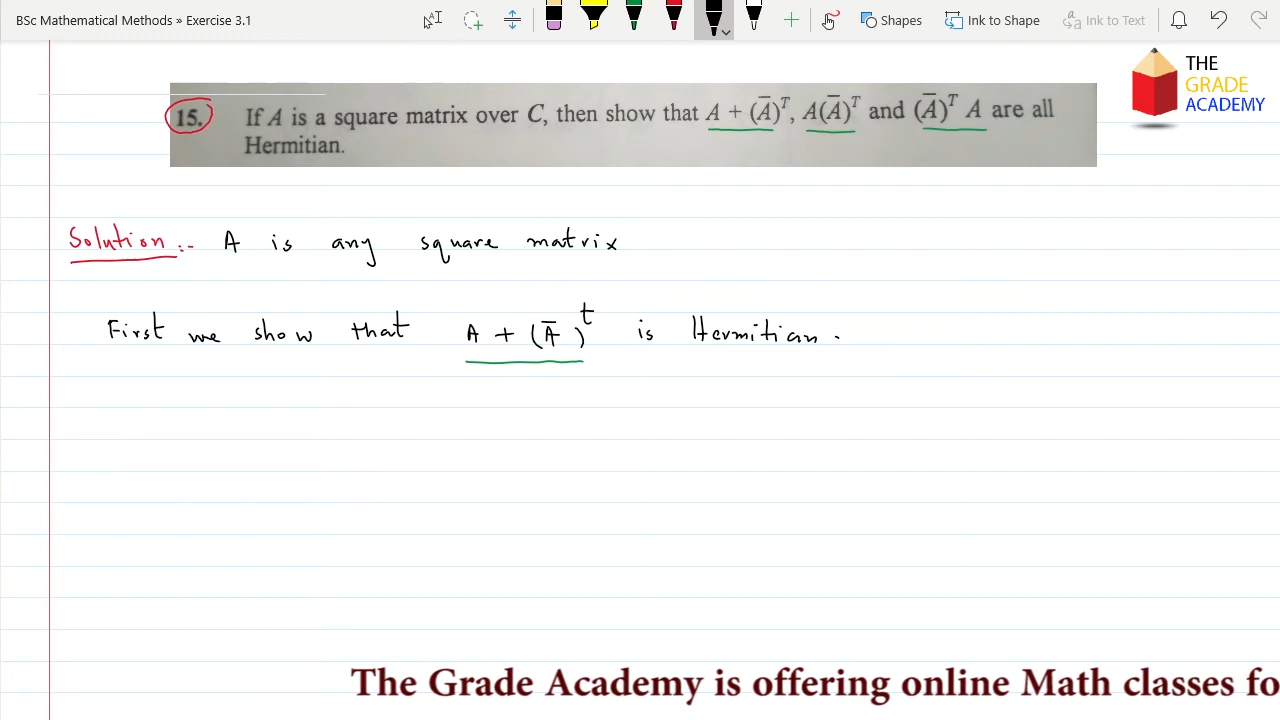 BSc Mathematical Methods » Exercise 3.1
Shapes
Ink to Shape
Ink to Text
THE
GRADE
ACADEMY
15. If A is a square matrix over C, then show that A + (Ā)ᵀ, A(Ā)ᵀ and (Ā)ᵀ A are all
Hermitian.
Solution:- A is any square matrix
First we show that A + (Ā)ᵗ is Hermitian.
The Grade Academy is offering online Math classes fo